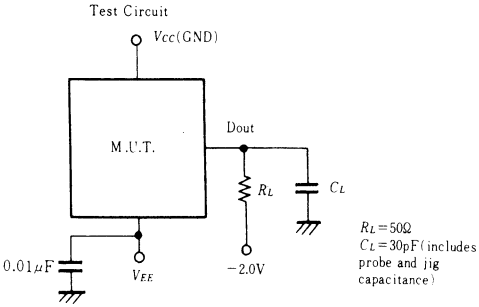 Test Circuit
Vcc(GND)
M.U.T.
Dout
RL
CL
0.01μF
VEE
−2.0V
RL=50Ω
CL=30pF(includes
probe and jig
capacitance)